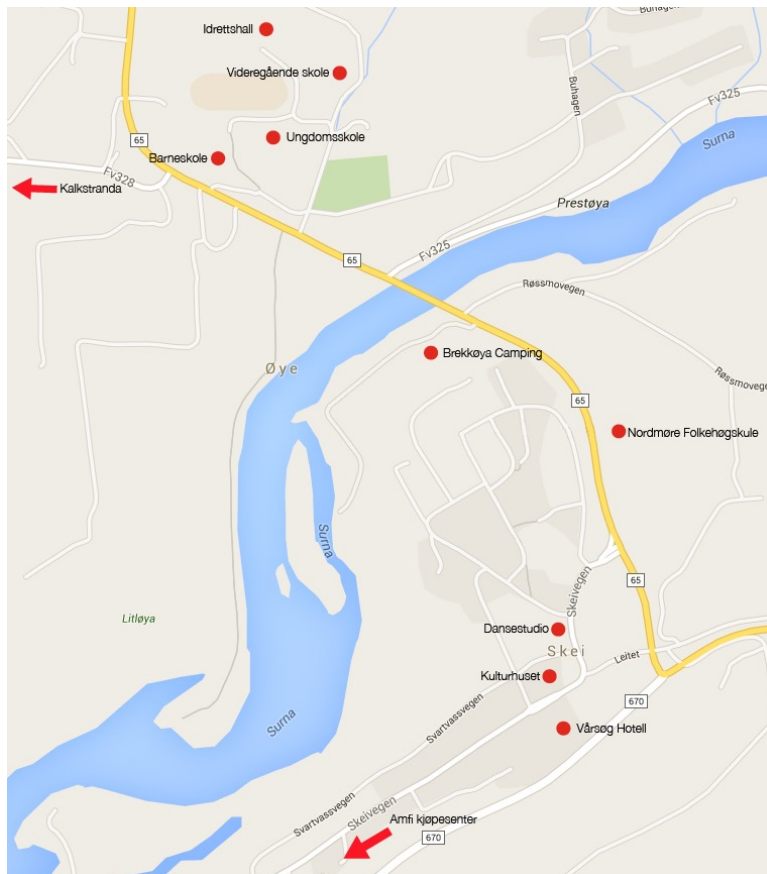 Buhagen
Idrettshall
Videregående skole
Buhagen
Fv325
Surna
Ungdomsskole
65
Barneskole
Fv328
Kalkstranda
Prestøya
Fv325
65
Røssmovegen
Brekkøya Camping
Øye
Røssmovegen
65
Nordmøre Folkehøgskule
Surna
Skeivegen
65
Litløya
Dansestudio
Skei
Leitet
Kulturhuset
670
Svartvassvegen
Surna
Vårsøg Hotell
Skeivegen
Amfi kjøpesenter
Svartvassvegen
670